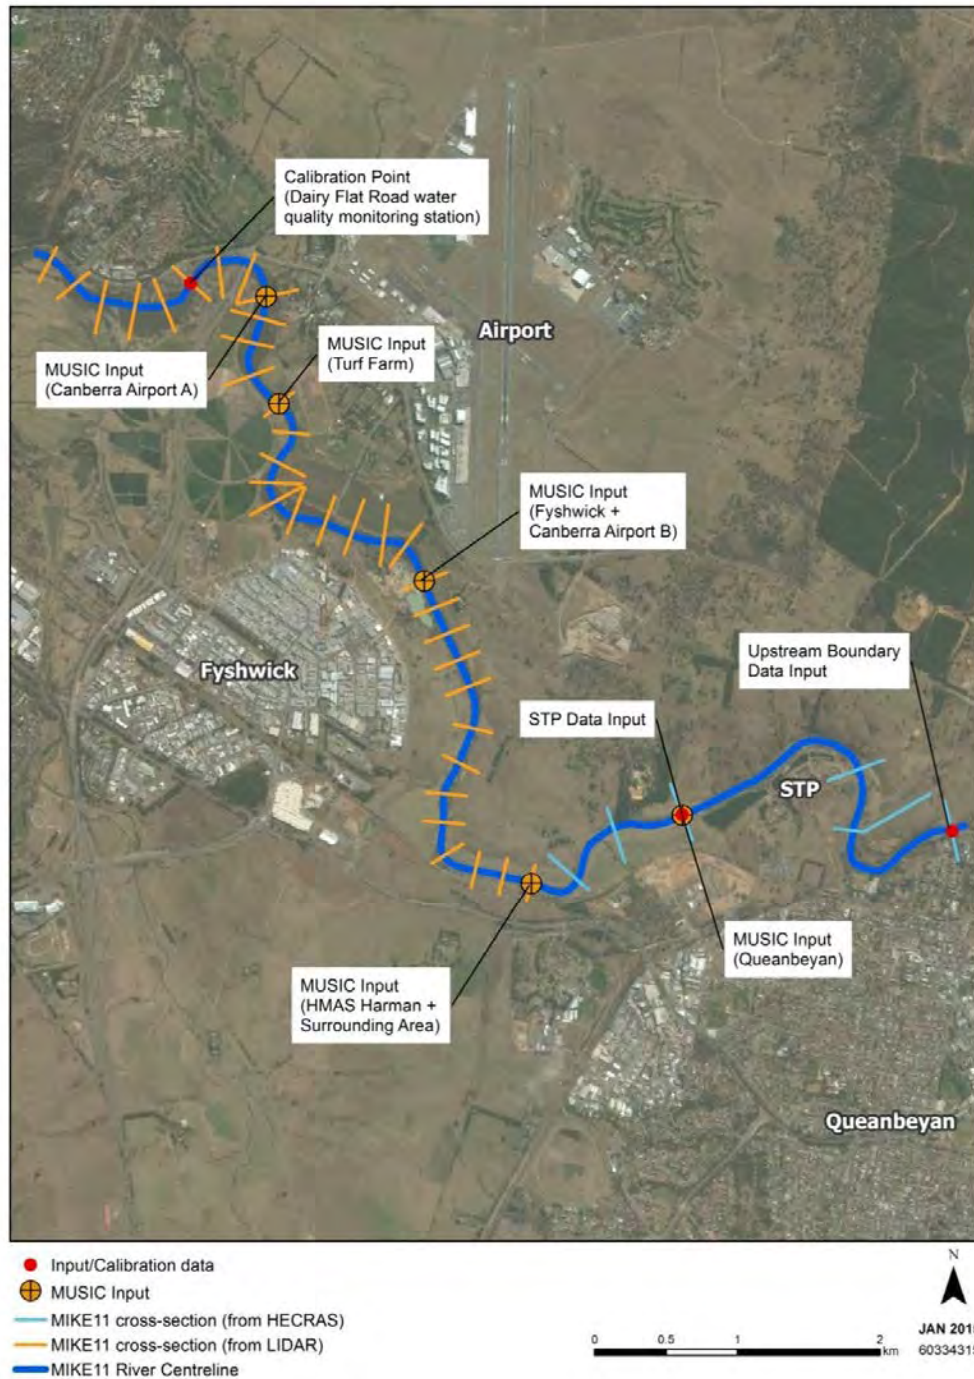 Calibration Point
(Dairy Flat Road water
quality monitoring station)
Airport
MUSIC Input
(Turf Farm)
MUSIC Input
(Canberra Airport A)
MUSIC Input
(Fyshwick +
Canberra Airport B)
Fyshwick
Upstream Boundary
Data Input
STP Data Input
STP
MUSIC Input
(Queanbeyan)
MUSIC Input
(HMAS Harman +
Surrounding Area)
Queanbeyan
Input/Calibration data
MUSIC Input
MIKE11 cross-section (from HECRAS)
MIKE11 cross-section (from LIDAR)
MIKE11 River Centreline
0 0.5 1 2
km
N
JAN 201
6033431